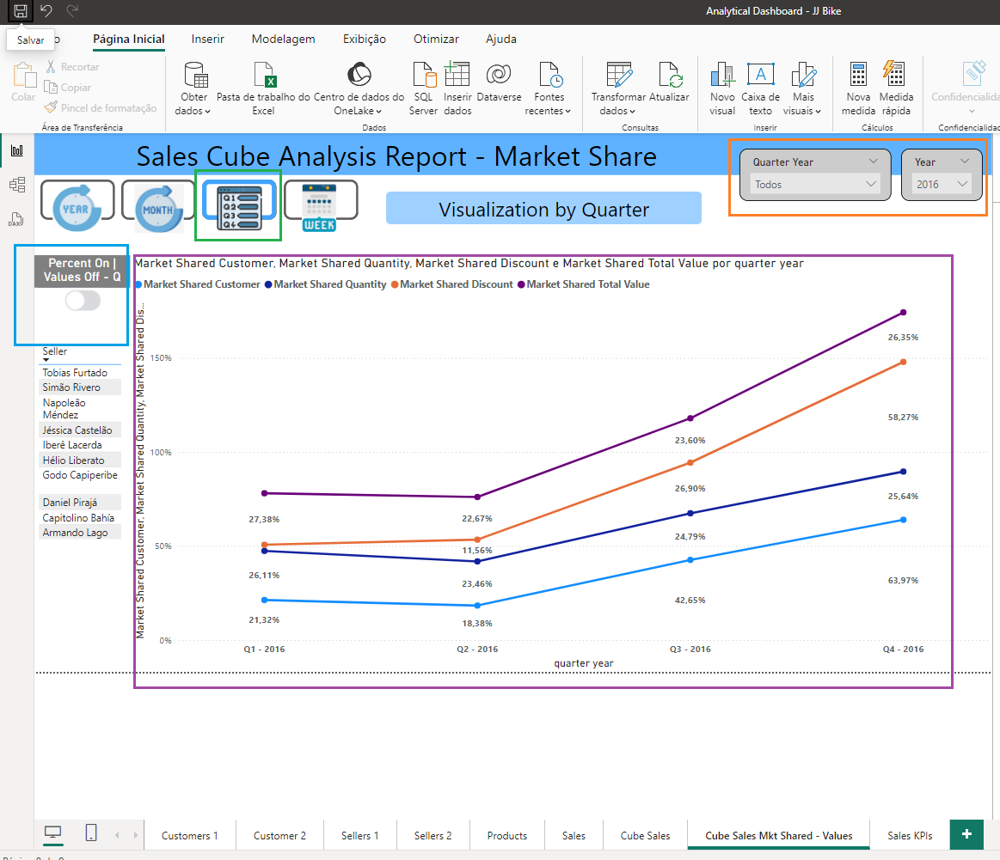 Analytical Dashboard - JJ Bike
Salvar
Página Inicial
Inserir
Modelagem
Exibição
Otimizar
Ajuda
Colar
Recortar
Copiar
Pincel de formatação
Área de Transferência
Obter
dados
Pasta de trabalho do
Excel
Centro de dados do
OneLake
SQL
Server
Inserir
dados
Dataverse
Fontes
recentes
Dados
Transformar
dados
Atualizar
Consultas
Novo
visual
Caixa de
texto
Mais
visuais
Inserir
Nova
medida
Medida
rápida
Cálculos
Sales Cube Analysis Report - Market Share
Quarter Year
Todos
Year
2016
YEAR
MONTH
Q1
Q2
Q3
Q4
WEEK
Visualization by Quarter
Percent On |
Values Off - Q
Seller
Tobias Furtado
Simão Rivero
Napoleão
Méndez
Jéssica Castelão
Iberê Lacerda
Hélio Liberato
Godo Capiperibe
Daniel Pirajá
Capitolino Bahía
Armando Lago
Market Shared Customer, Market Shared Quantity, Market Shared Discount e Market Shared Total Value por quarter year
Market Shared Customer
Market Shared Quantity
Market Shared Discount
Market Shared Total Value
Market Shared Customer, Market Shared Quantity, Market Shared Dis...
150%
100%
50%
0%
26,35%
58,27%
25,64%
63,97%
23,60%
26,90%
24,79%
42,65%
22,67%
11,56%
23,46%
18,38%
27,38%
26,11%
21,32%
Q1 - 2016
Q2 - 2016
Q3 - 2016
Q4 - 2016
quarter year
Customers 1
Customer 2
Sellers 1
Sellers 2
Products
Sales
Cube Sales
Cube Sales Mkt Shared - Values
Sales KPIs